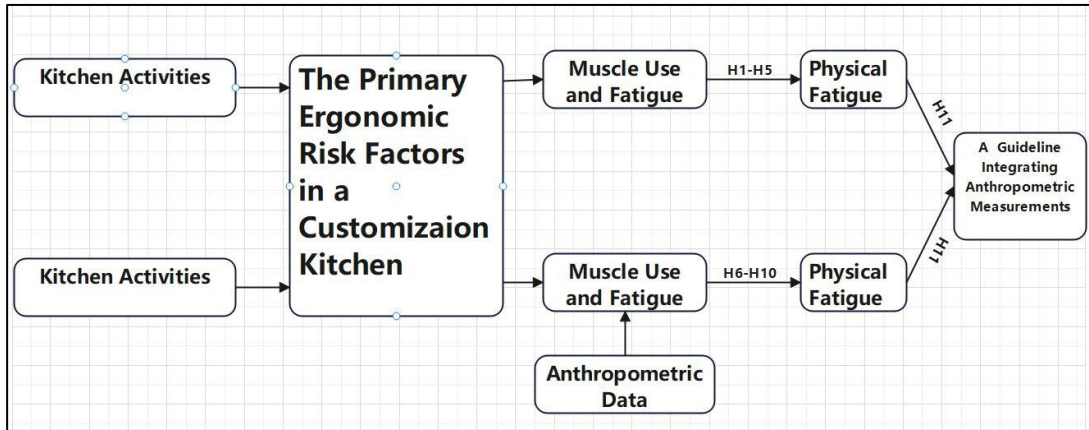 Kitchen Activities
The Primary
Ergonomic
Risk Factors
in a
Customizaion
Kitchen
Muscle Use
and Fatigue
H1-H5
Physical
Fatigue
H11
A Guideline
Integrating
Anthropometric
Measurements
Kitchen Activities
Muscle Use
and Fatigue
H6-H10
Physical
Fatigue
H11
Anthropometric
Data